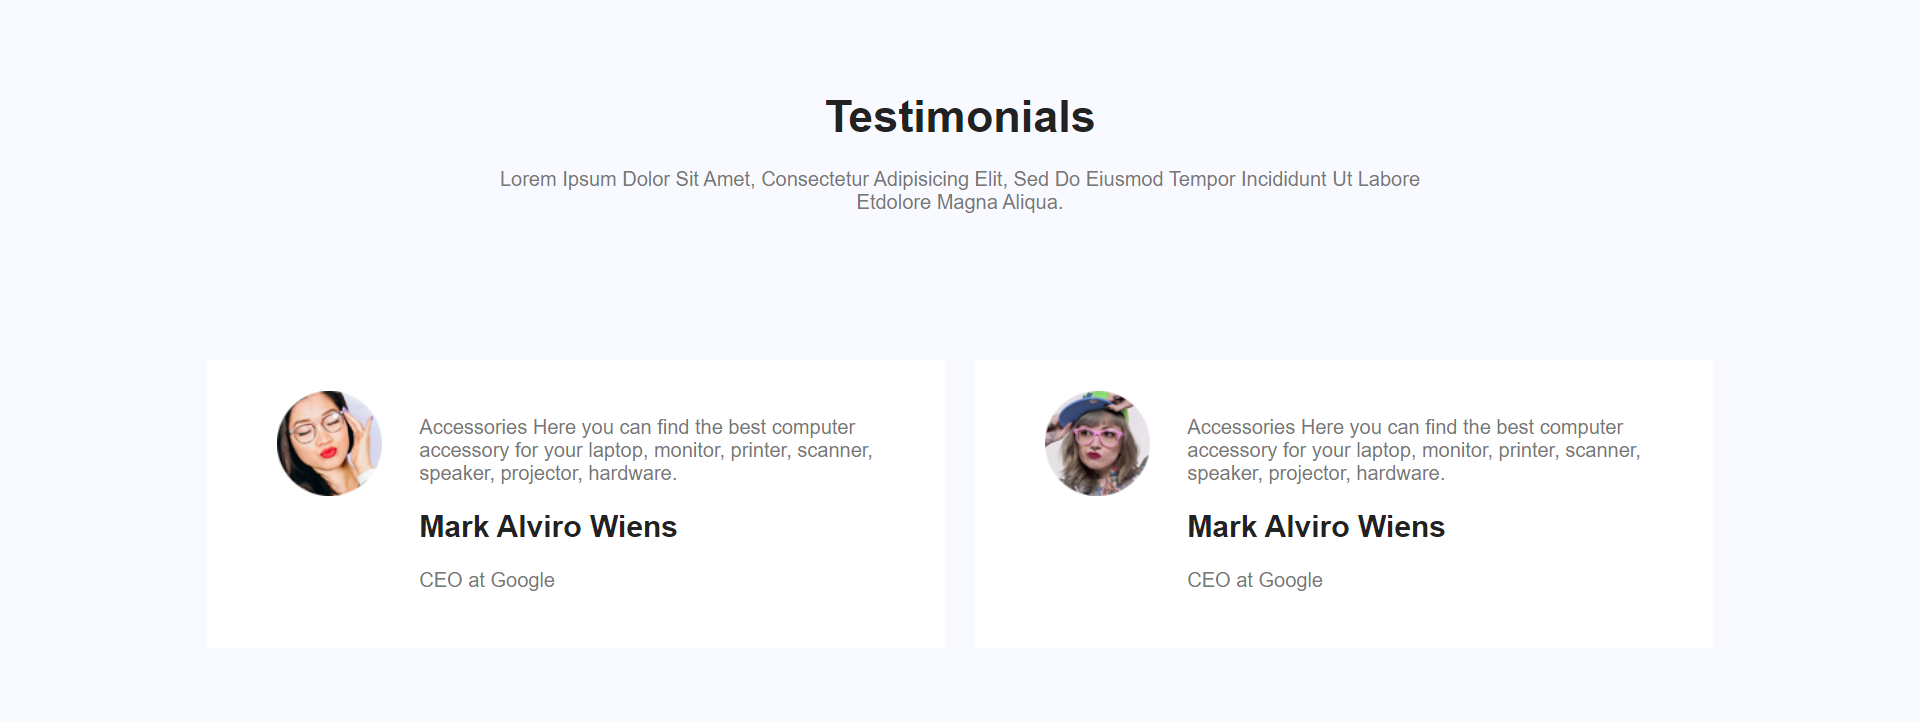 Testimonials
Lorem Ipsum Dolor Sit Amet, Consectetur Adipisicing Elit, Sed Do Eiusmod Tempor Incididunt Ut Labore
Etdolore Magna Aliqua.
Accessories Here you can find the best computer
accessory for your laptop, monitor, printer, scanner,
speaker, projector, hardware.
Mark Alviro Wiens
CEO at Google
Accessories Here you can find the best computer
accessory for your laptop, monitor, printer, scanner,
speaker, projector, hardware.
Mark Alviro Wiens
CEO at Google